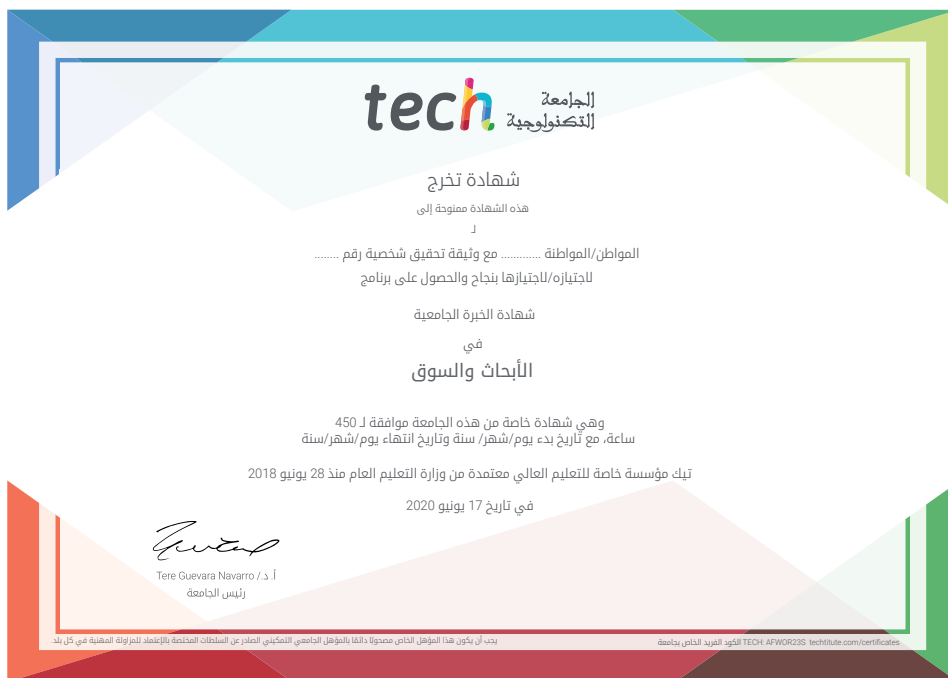 tech الجامعة
التكنولوجية
شهادة تخرج
هذه الشهادة ممنوحة إلى
لـ
المواطن/المواطنة ............ مع وثيقة تحقيق شخصية رقم ........
لاجتيازه/لاجتيازها بنجاح والحصول على برنامج
شهادة الخبرة الجامعية
في
الأبحاث والسوق
وهي شهادة خاصة من هذه الجامعة موافقة لـ 450
ساعة، مع تاريخ بدء يوم/شهر/ سنة وتاريخ انتهاء يوم/شهر/سنة
تيك مؤسسة خاصة للتعليم العالي معتمدة من وزارة التعليم العام منذ 28 يونيو 2018
في تاريخ 17 يونيو 2020
أ. د./ Tere Guevara Navarro
رئيس الجامعة
الكود الفريد الخاص بجامعة TECH: AFWOR23S techtitute.com/certificates
يجب أن يكون هذا المؤهل الخاص مصحوبًا دائمًا بالمؤهل الجامعي التمكيني الصادر عن السلطات المختصة بالإعتماد للمزاولة المهنية في كل بلد.